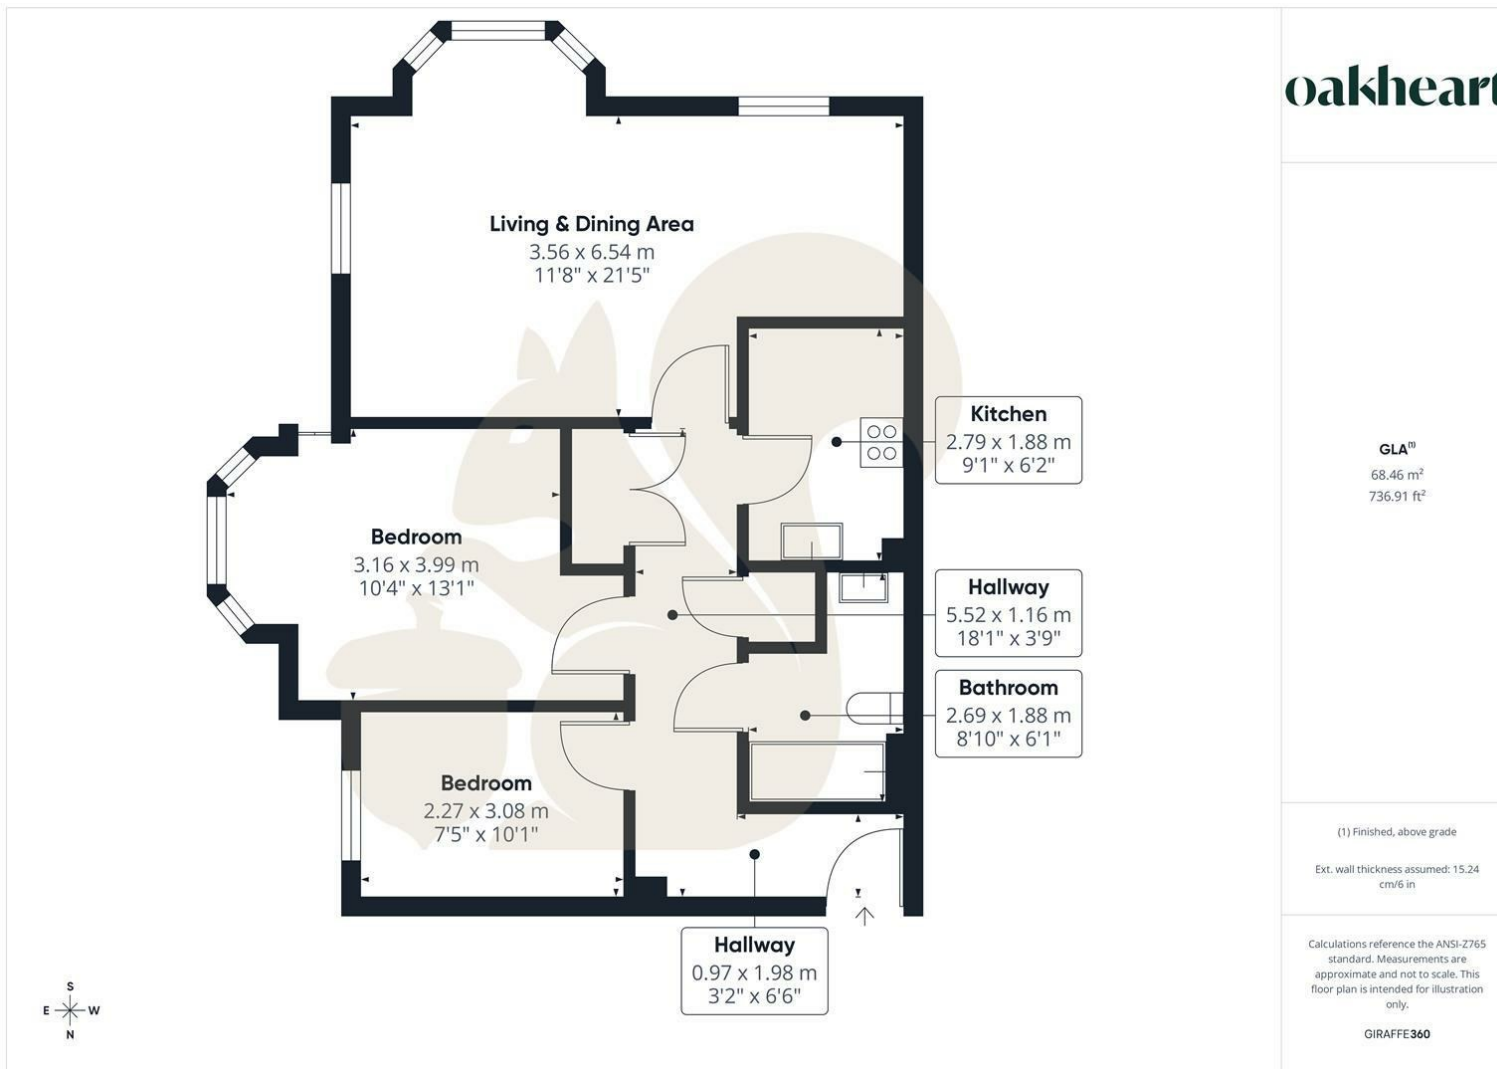 oakheart
Living & Dining Area
3.56 x 6.54 m
11'8" x 21'5"
Kitchen
2.79 x 1.88 m
9'1" x 6'2"
GLA⁽¹⁾
68.46 m²
736.91 ft²
Bedroom
3.16 x 3.99 m
10'4" x 13'1"
Hallway
5.52 x 1.16 m
18'1" x 3'9"
Bathroom
2.69 x 1.88 m
8'10" x 6'1"
Bedroom
2.27 x 3.08 m
7'5" x 10'1"
Hallway
0.97 x 1.98 m
3'2" x 6'6"
(1) Finished, above grade
Ext. wall thickness assumed: 15.24
cm/6 in
Calculations reference the ANSI-Z765
standard. Measurements are
approximate and not to scale. This
floor plan is intended for illustration
only.
GIRAFFE360
S
E W
N